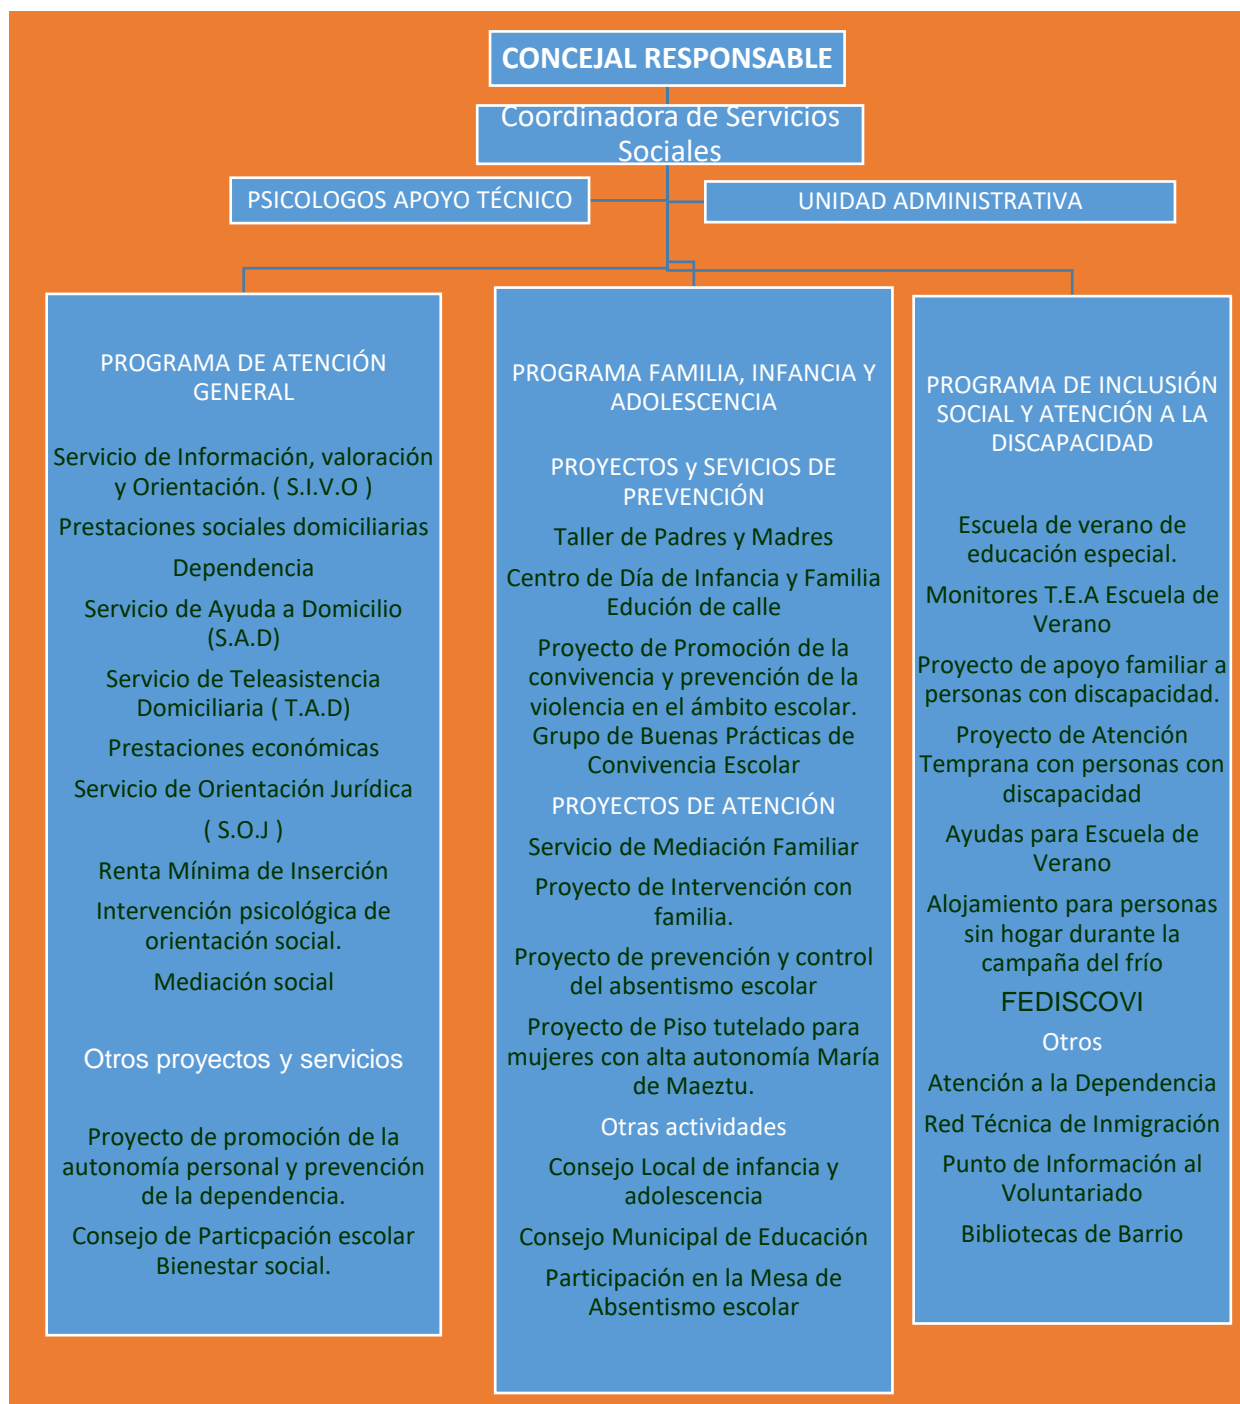 CONCEJAL RESPONSABLE
Coordinadora de Servicios
Sociales
PSICOLOGOS APOYO TÉCNICO
UNIDAD ADMINISTRATIVA
PROGRAMA DE ATENCIÓN
GENERAL
Servicio de Información, valoración
y Orientación. ( S.I.V.O )
Prestaciones sociales domiciliarias
Dependencia
Servicio de Ayuda a Domicilio
(S.A.D)
Servicio de Teleasistencia
Domiciliaria ( T.A.D)
Prestaciones económicas
Servicio de Orientación Jurídica
( S.O.J )
Renta Mínima de Inserción
Intervención psicológica de
orientación social.
Mediación social
Otros proyectos y servicios
Proyecto de promoción de la
autonomía personal y prevención
de la dependencia.
Consejo de Particpación escolar
Bienestar social.
PROGRAMA FAMILIA, INFANCIA Y
ADOLESCENCIA
PROYECTOS y SEVICIOS DE
PREVENCIÓN
Taller de Padres y Madres
Centro de Día de Infancia y Familia
Edución de calle
Proyecto de Promoción de la
convivencia y prevención de la
violencia en el ámbito escolar.
Grupo de Buenas Prácticas de
Convivencia Escolar
PROYECTOS DE ATENCIÓN
Servicio de Mediación Familiar
Proyecto de Intervención con
familia.
Proyecto de prevención y control
del absentismo escolar
Proyecto de Piso tutelado para
mujeres con alta autonomía María
de Maeztu.
Otras actividades
Consejo Local de infancia y
adolescencia
Consejo Municipal de Educación
Participación en la Mesa de
Absentismo escolar
PROGRAMA DE INCLUSIÓN
SOCIAL Y ATENCIÓN A LA
DISCAPACIDAD
Escuela de verano de
educación especial.
Monitores T.E.A Escuela de
Verano
Proyecto de apoyo familiar a
personas con discapacidad.
Proyecto de Atención
Temprana con personas con
discapacidad
Ayudas para Escuela de
Verano
Alojamiento para personas
sin hogar durante la
campaña del frío
FEDISCOVI
Otros
Atención a la Dependencia
Red Técnica de Inmigración
Punto de Información al
Voluntariado
Bibliotecas de Barrio